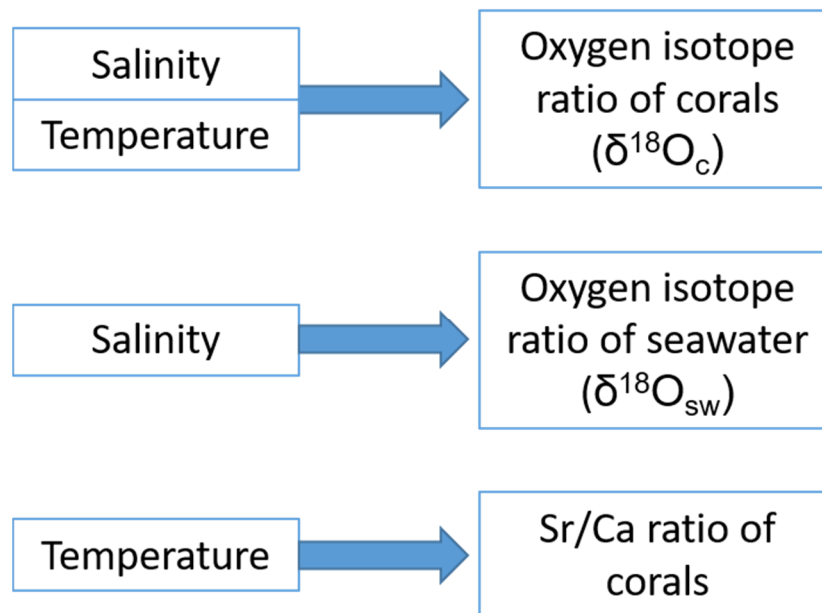 Salinity
Temperature
Oxygen isotope
ratio of corals
(δ¹⁸Oc)
Salinity
Oxygen isotope
ratio of seawater
(δ¹⁸Osw)
Temperature
Sr/Ca ratio of
corals